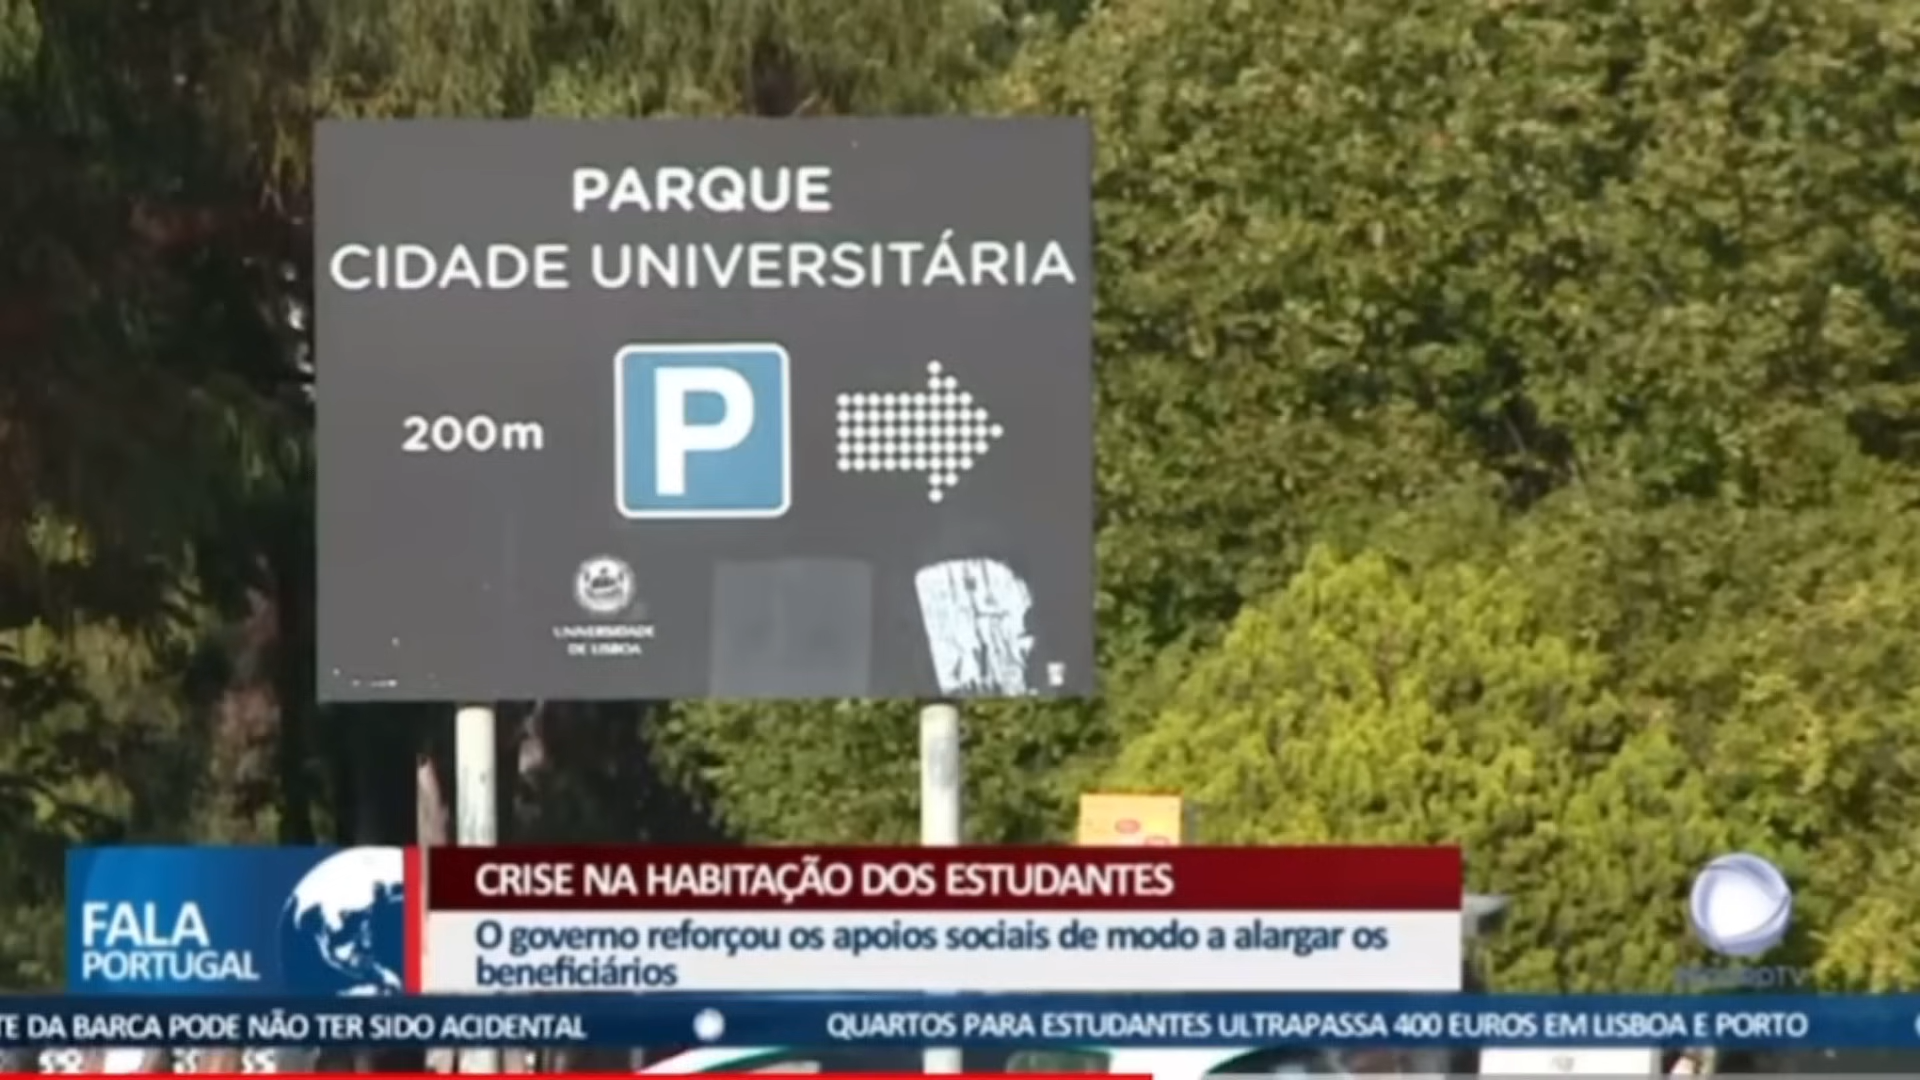 PARQUE
CIDADE UNIVERSITÁRIA
200m
P
UNIVERSIDADE
DE LISBOA
CRISE NA HABITAÇÃO DOS ESTUDANTES
FALA
PORTUGAL
O governo reforçou os apoios sociais de modo a alargar os
beneficiários
TE DA BARCA PODE NÃO TER SIDO ACIDENTAL
QUARTOS PARA ESTUDANTES ULTRAPASSA 400 EUROS EM LISBOA E PORTO